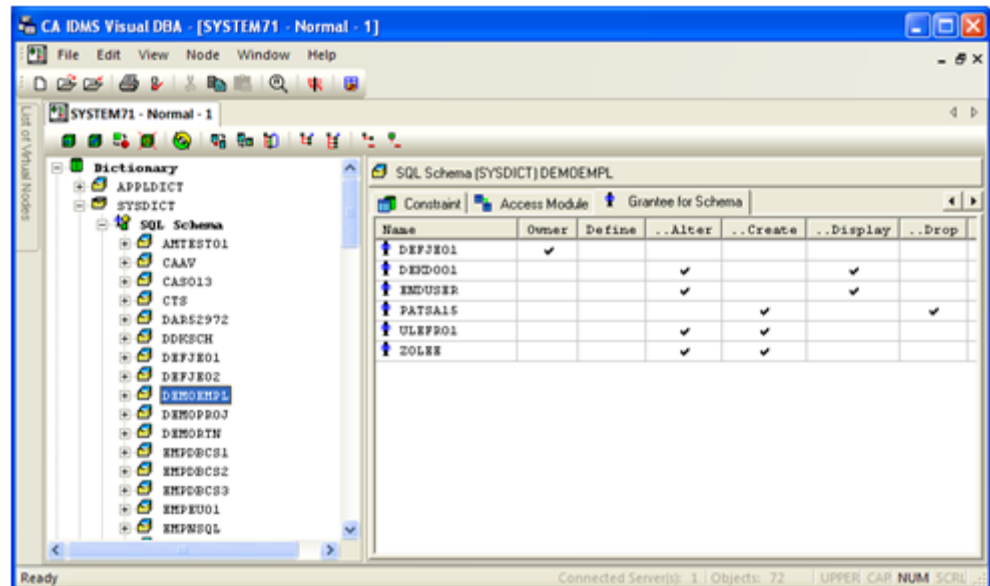 CA IDMS Visual DBA - [SYSTEM71 - Normal - 1]
File Edit View Node Window Help
SYSTEM71 - Normal - 1
List of Virtual Nodes
Dictionary
APPLDICT
SYSDICT
SQL Schema
AMTEST01
CAAV
CASO13
CTS
DARS2972
DDKSCH
DEFJE01
DEFJE02
DEMOEMPL
DEMOPROJ
DEMORTN
EMPDBCS1
EMPDBCS2
EMPDBCS3
EMPEU01
EMPNSQL
SQL Schema (SYSDICT) DEMOEMPL
Constraint Access Module Grantee for Schema
Name Owner Define ..Alter ..Create ..Display ..Drop
DEFJE01
DEKDO01
ENDUSER
PATSA15
ULEFR01
ZOLEE
Ready Connected Server(s): 1 Objects: 72 UPPER CAP NUM SCRL